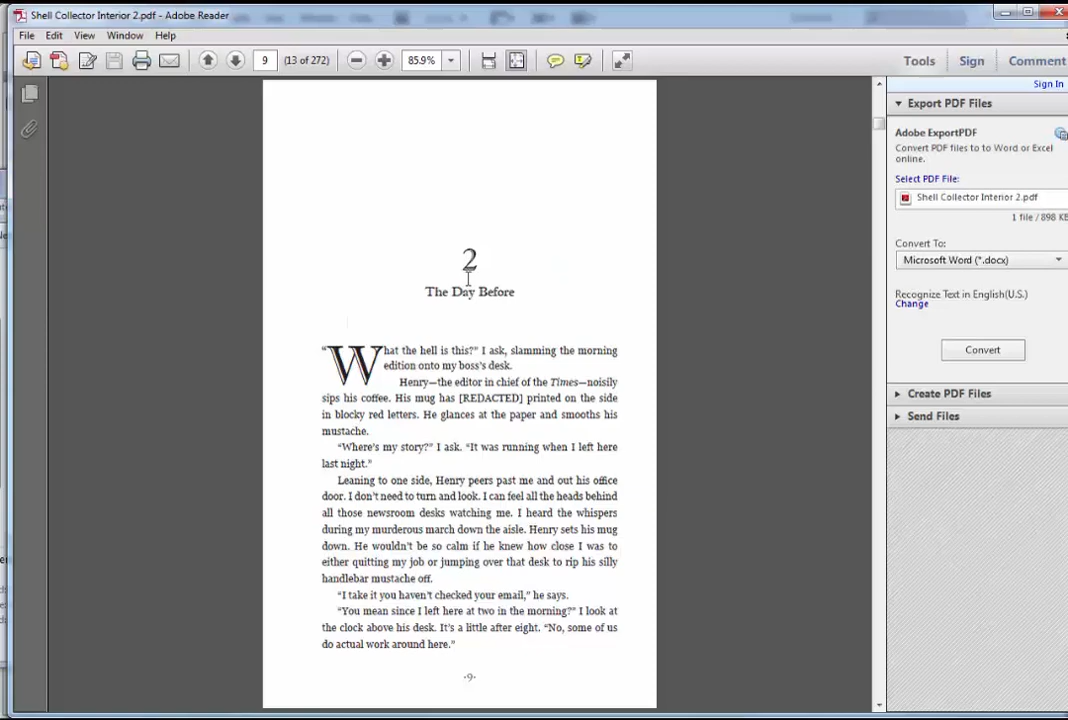 Shell Collector Interior 2.pdf - Adobe Reader
File Edit View Window Help
9 (13 of 272) 85.9% Tools Sign Comment
Sign In
Export PDF Files
Adobe ExportPDF
Convert PDF files to to Word or Excel
online.
Select PDF File:
Shell Collector Interior 2.pdf
1 file / 898 KB
Convert To:
Microsoft Word (*.docx)
Recognize Text in English(U.S.)
Change
Convert
Create PDF Files
Send Files
2
The Day Before
“What the hell is this?” I ask, slamming the morning
edition onto my boss’s desk.
Henry—the editor in chief of the Times—noisily
sips his coffee. His mug has [REDACTED] printed on the side
in blocky red letters. He glances at the paper and smooths his
mustache.
“Where’s my story?” I ask. “It was running when I left here
last night.”
Leaning to one side, Henry peers past me and out his office
door. I don’t need to turn and look. I can feel all the heads behind
all those newsroom desks watching me. I heard the whispers
during my murderous march down the aisle. Henry sets his mug
down. He wouldn’t be so calm if he knew how close I was to
either quitting my job or jumping over that desk to rip his silly
handlebar mustache off.
“I take it you haven’t checked your email,” he says.
“You mean since I left here at two in the morning?” I look at
the clock above his desk. It’s a little after eight. “No, some of us
do actual work around here.”
·9·